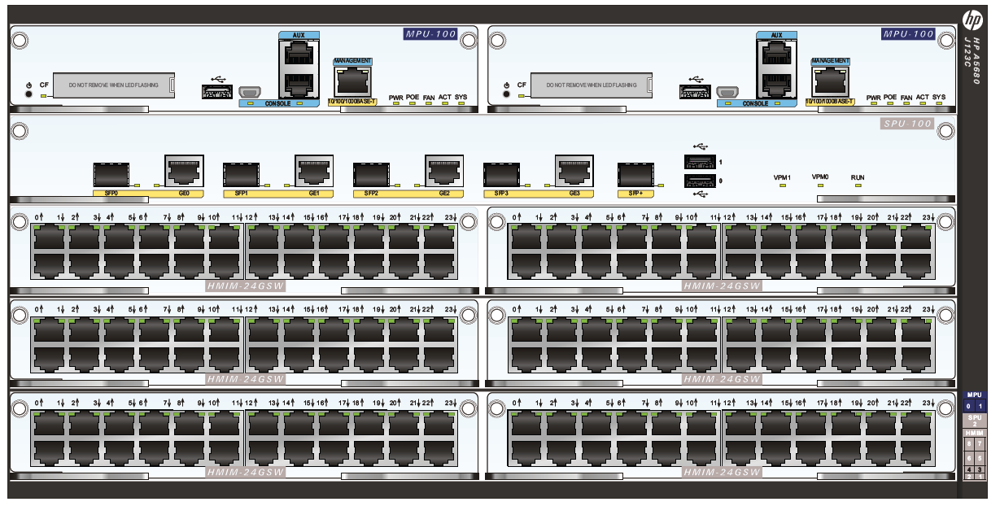 hp
HP A5680
J123C
AUX
MPU-100
MANAGEMENT
CF
DO NOT REMOVE WHEN LED FLASHING
CONSOLE
10/100/1000BASE-T
PWR POE FAN ACT SYS
AUX
MPU-100
MANAGEMENT
CF
DO NOT REMOVE WHEN LED FLASHING
CONSOLE
10/100/1000BASE-T
PWR POE FAN ACT SYS
SPU-100
1
0
VPM1 VPM0 RUN
SFP0 GE0 SFP1 GE1 SFP2 GE2 SFP3 GE3 SFP+
0 1 2 3 4 5 6 7 8 9 10 11 12 13 14 15 16 17 18 19 20 21 22 23
HMIM-24GSW
0 1 2 3 4 5 6 7 8 9 10 11 12 13 14 15 16 17 18 19 20 21 22 23
HMIM-24GSW
0 1 2 3 4 5 6 7 8 9 10 11 12 13 14 15 16 17 18 19 20 21 22 23
HMIM-24GSW
0 1 2 3 4 5 6 7 8 9 10 11 12 13 14 15 16 17 18 19 20 21 22 23
HMIM-24GSW
0 1 2 3 4 5 6 7 8 9 10 11 12 13 14 15 16 17 18 19 20 21 22 23
HMIM-24GSW
0 1 2 3 4 5 6 7 8 9 10 11 12 13 14 15 16 17 18 19 20 21 22 23
HMIM-24GSW
MPU
0 1
SPU
2
HMIM
8 7
6 5
4 3
2 1